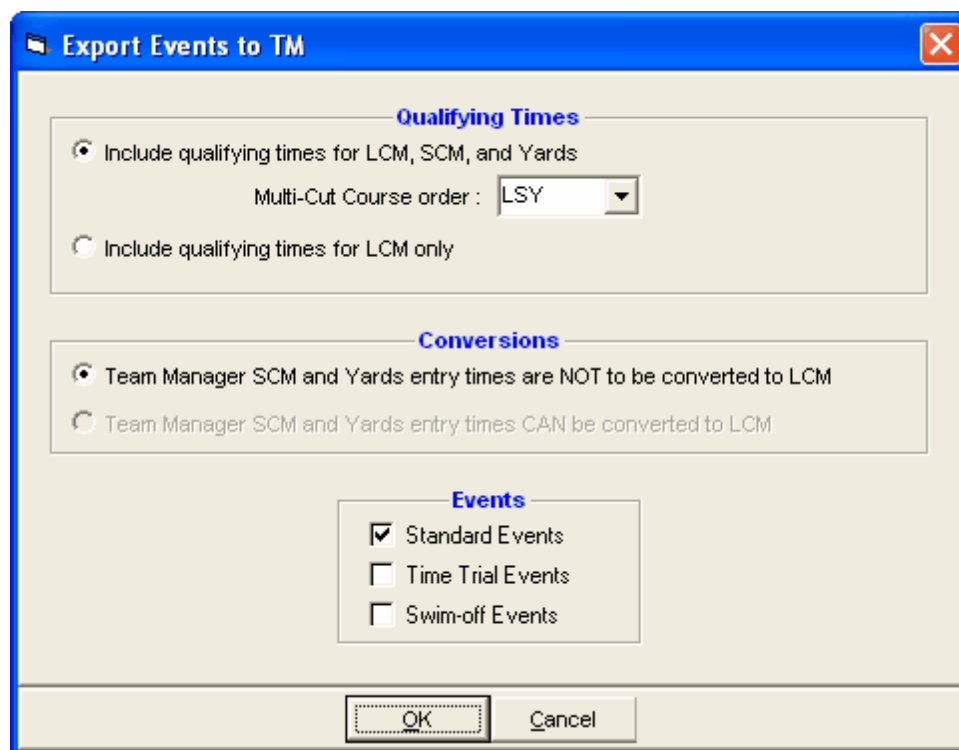 Export Events to TM
Qualifying Times
Include qualifying times for LCM, SCM, and Yards
Multi-Cut Course order : LSY
Include qualifying times for LCM only
Conversions
Team Manager SCM and Yards entry times are NOT to be converted to LCM
Team Manager SCM and Yards entry times CAN be converted to LCM
Events
Standard Events
Time Trial Events
Swim-off Events
OK Cancel